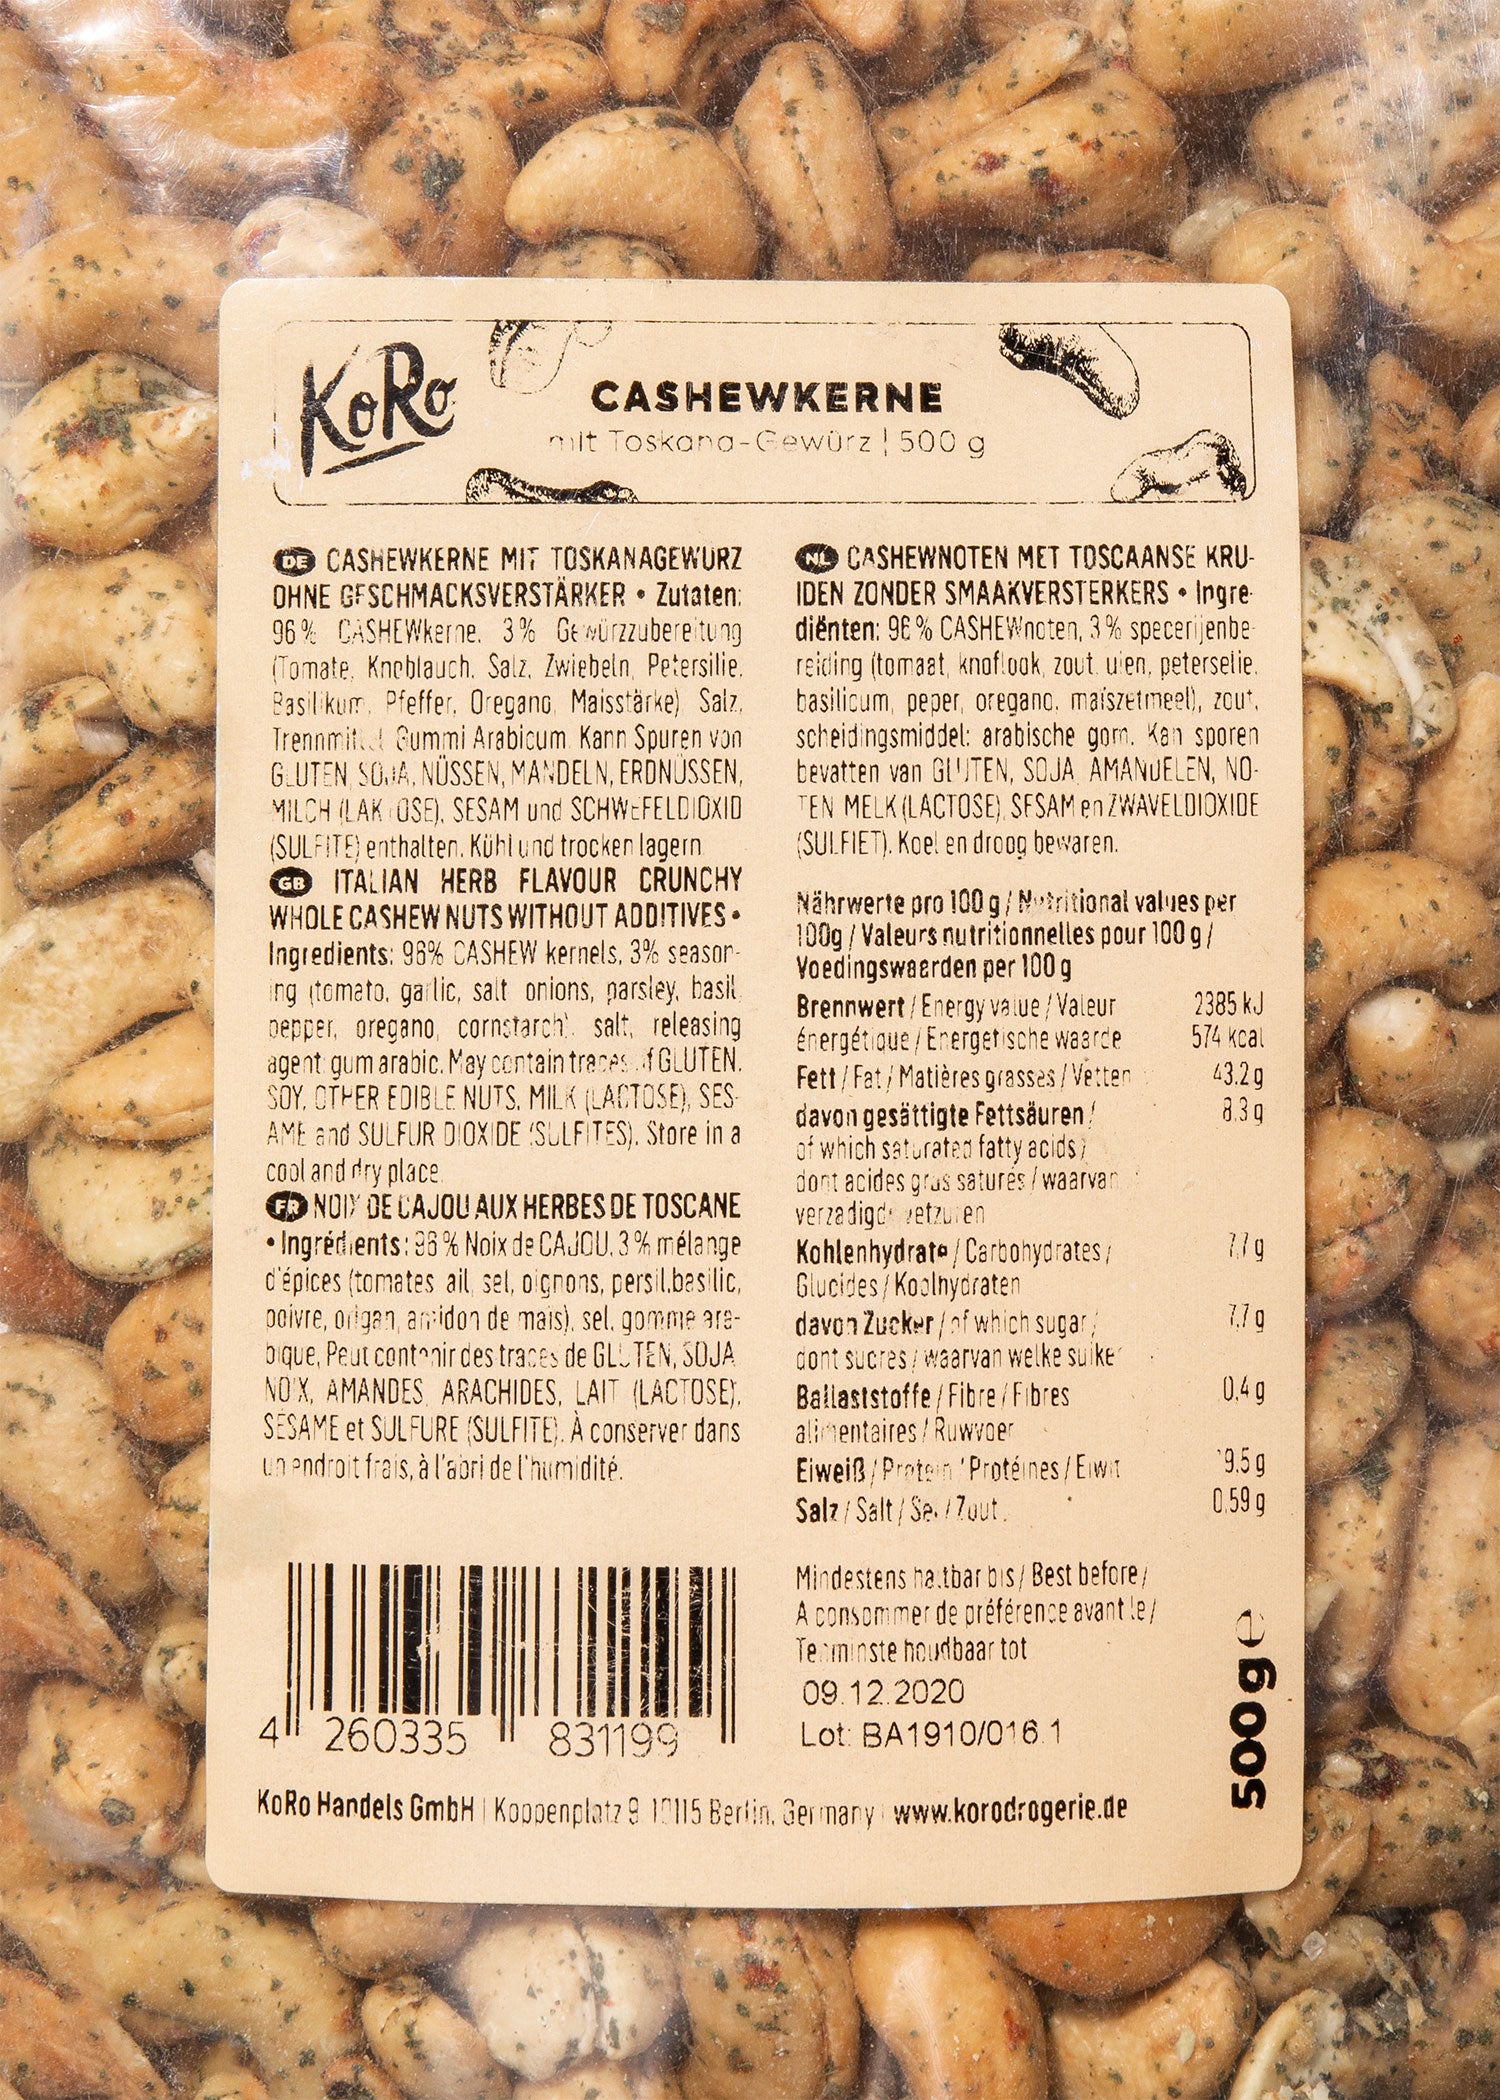 KoRo
CASHEWKERNE
mit Toskana-Gewürz | 500 g
DE CASHEWKERNE MIT TOSKANAGEWÜRZ
OHNE GESCHMACKSVERSTÄRKER • Zutaten:
96 % CASHEWkerne, 3 % Gewürzzubereitung
(Tomate, Knoblauch, Salz, Zwiebeln, Petersilie,
Basilikum, Pfeffer, Oregano, Maisstärke) Salz,
Trennmittel Gummi Arabicum. Kann Spuren von
GLUTEN, SOJA, NÜSSEN, MANDELN, ERDNÜSSEN,
MILCH (LAKTOSE), SESAM und SCHWEFELDIOXID
(SULFITE) enthalten. Kühl und trocken lagern
GB ITALIAN HERB FLAVOUR CRUNCHY
WHOLE CASHEW NUTS WITHOUT ADDITIVES •
Ingredients: 96% CASHEW kernels, 3% season-
ing (tomato, garlic, salt onions, parsley, basil,
pepper, oregano, cornstarch), salt, releasing
agent: gum arabic. May contain traces of GLUTEN,
SOY, OTHER EDIBLE NUTS, MILK (LACTOSE), SES-
AME and SULFUR DIOXIDE (SULFITES). Store in a
cool and dry place.
FR NOIX DE CAJOU AUX HERBES DE TOSCANE
• Ingrédients: 96 % Noix de CAJOU, 3 % mélange
d'épices (tomates ail, sel, oignons, persil.basilic,
poivre, origan, amidon de maïs), sel, gomme ara-
bique, Peut contenir des traces de GLUTEN, SOJA
NOIX, AMANDES, ARACHIDES, LAIT (LACTOSE),
SÉSAME et SULFURE (SULFITE). À conserver dans
un endroit frais, à l'abri de l'humidité.
NL CASHEWNOTEN MET TOSCAANSE KRU-
IDEN ZONDER SMAAKVERSTERKERS • Ingre-
diënten: 96 % CASHEWnoten, 3 % specerijenbe-
reiding (tomaat, knoflook, zout, uien, peterselie,
basilicum, peper, oregano, maïszetmeel), zout,
scheidingsmiddel: arabische gom. Kan sporen
bevatten van GLUTEN, SOJA, AMANDELEN, NO-
TEN MELK (LACTOSE), SESAM en ZWAVELDIOXIDE
(SULFIET). Koel en droog bewaren.
Nährwerte pro 100 g / Nutritional values per
100g / Valeurs nutritionnelles pour 100 g /
Voedingswaarden per 100 g
Brennwert / Energy value / Valeur 2385 kJ
énergétique / Energetische waarde 574 kcal
Fett / Fat / Matières grasses / Vetten 43.2 g
davon gesättigte Fettsäuren / 8,3 g
of which saturated fatty acids /
dont acides gras saturés / waarvan
verzadigde vetzuren
Kohlenhydrate / Carbohydrates / g
Glucides / Koolhydraten
davon Zucker / of which sugar / 7.7 g
dont sucres / waarvan welke suiker
Ballaststoffe / Fibre / Fibres 0,4 g
alimentaires / Ruwvoer
Eiweiß / Protein / Protéines / Eiwit 9.5 g
Salz / Salt / Sel / Zout 0.59 g
Mindestens haltbar bis / Best before /
A consommer de préférence avant le /
Tenminste houdbaar tot
09.12.2020
Lot: BA1910/016.1
500 g e
4 260335 831199
KoRo Handels GmbH | Koppenplatz 9 10115 Berlin, Germany | www.korodrogerie.de